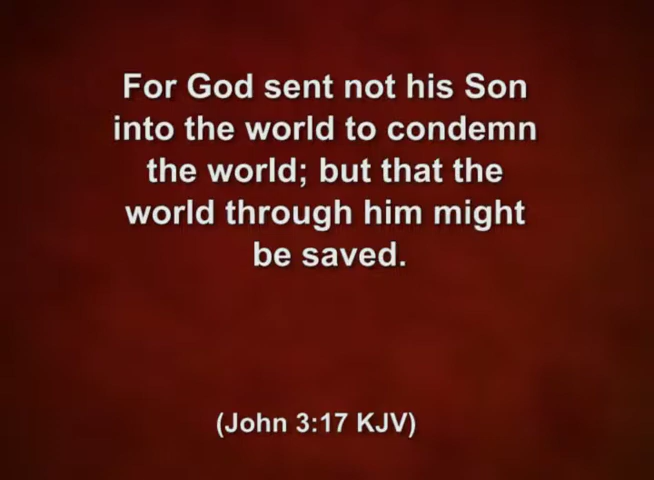 For God sent not his Son
into the world to condemn
the world; but that the
world through him might
be saved.
(John 3:17 KJV)